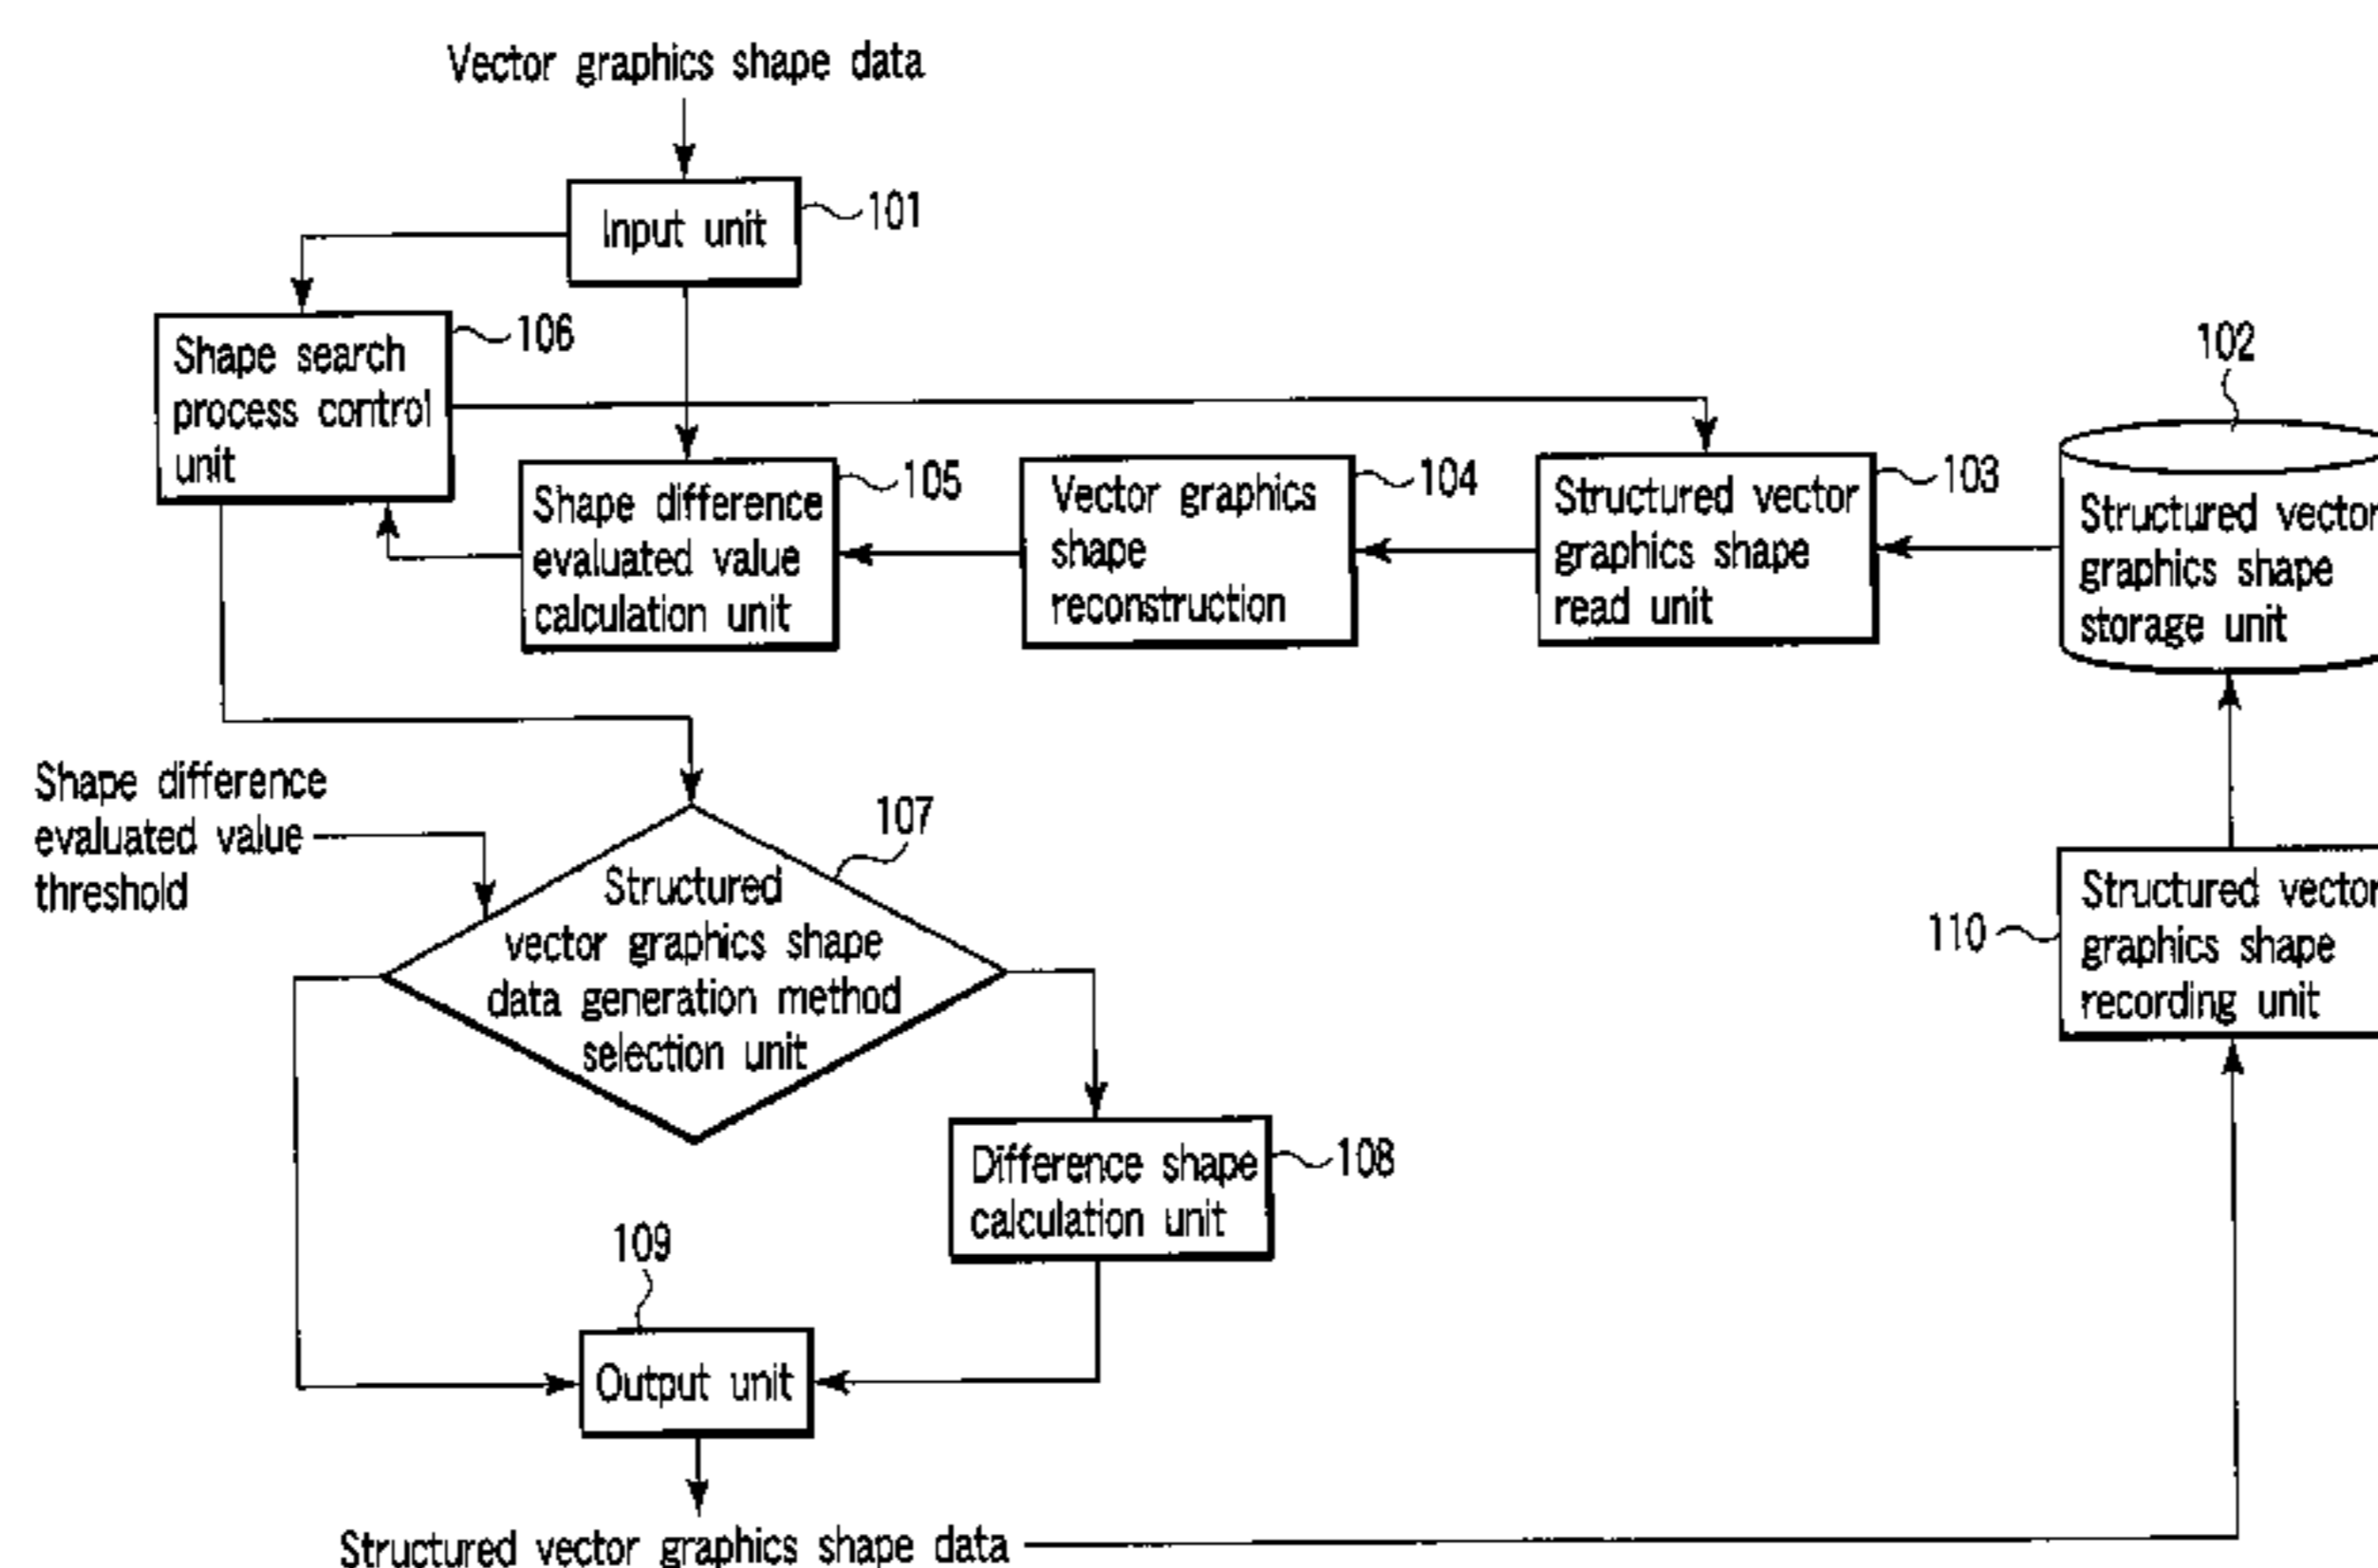 Vector graphics shape data
Input unit
101
Shape search
process control
unit
106
102
Shape difference
evaluated value
calculation unit
105
Vector graphics
shape
reconstruction
104
Structured vector
graphics shape
read unit
103
Structured vector
graphics shape
storage unit
Shape difference
evaluated value
threshold
107
Structured
vector graphics shape
data generation method
selection unit
110
Structured vector
graphics shape
recording unit
Difference shape
calculation unit
108
109
Output unit
Structured vector graphics shape data